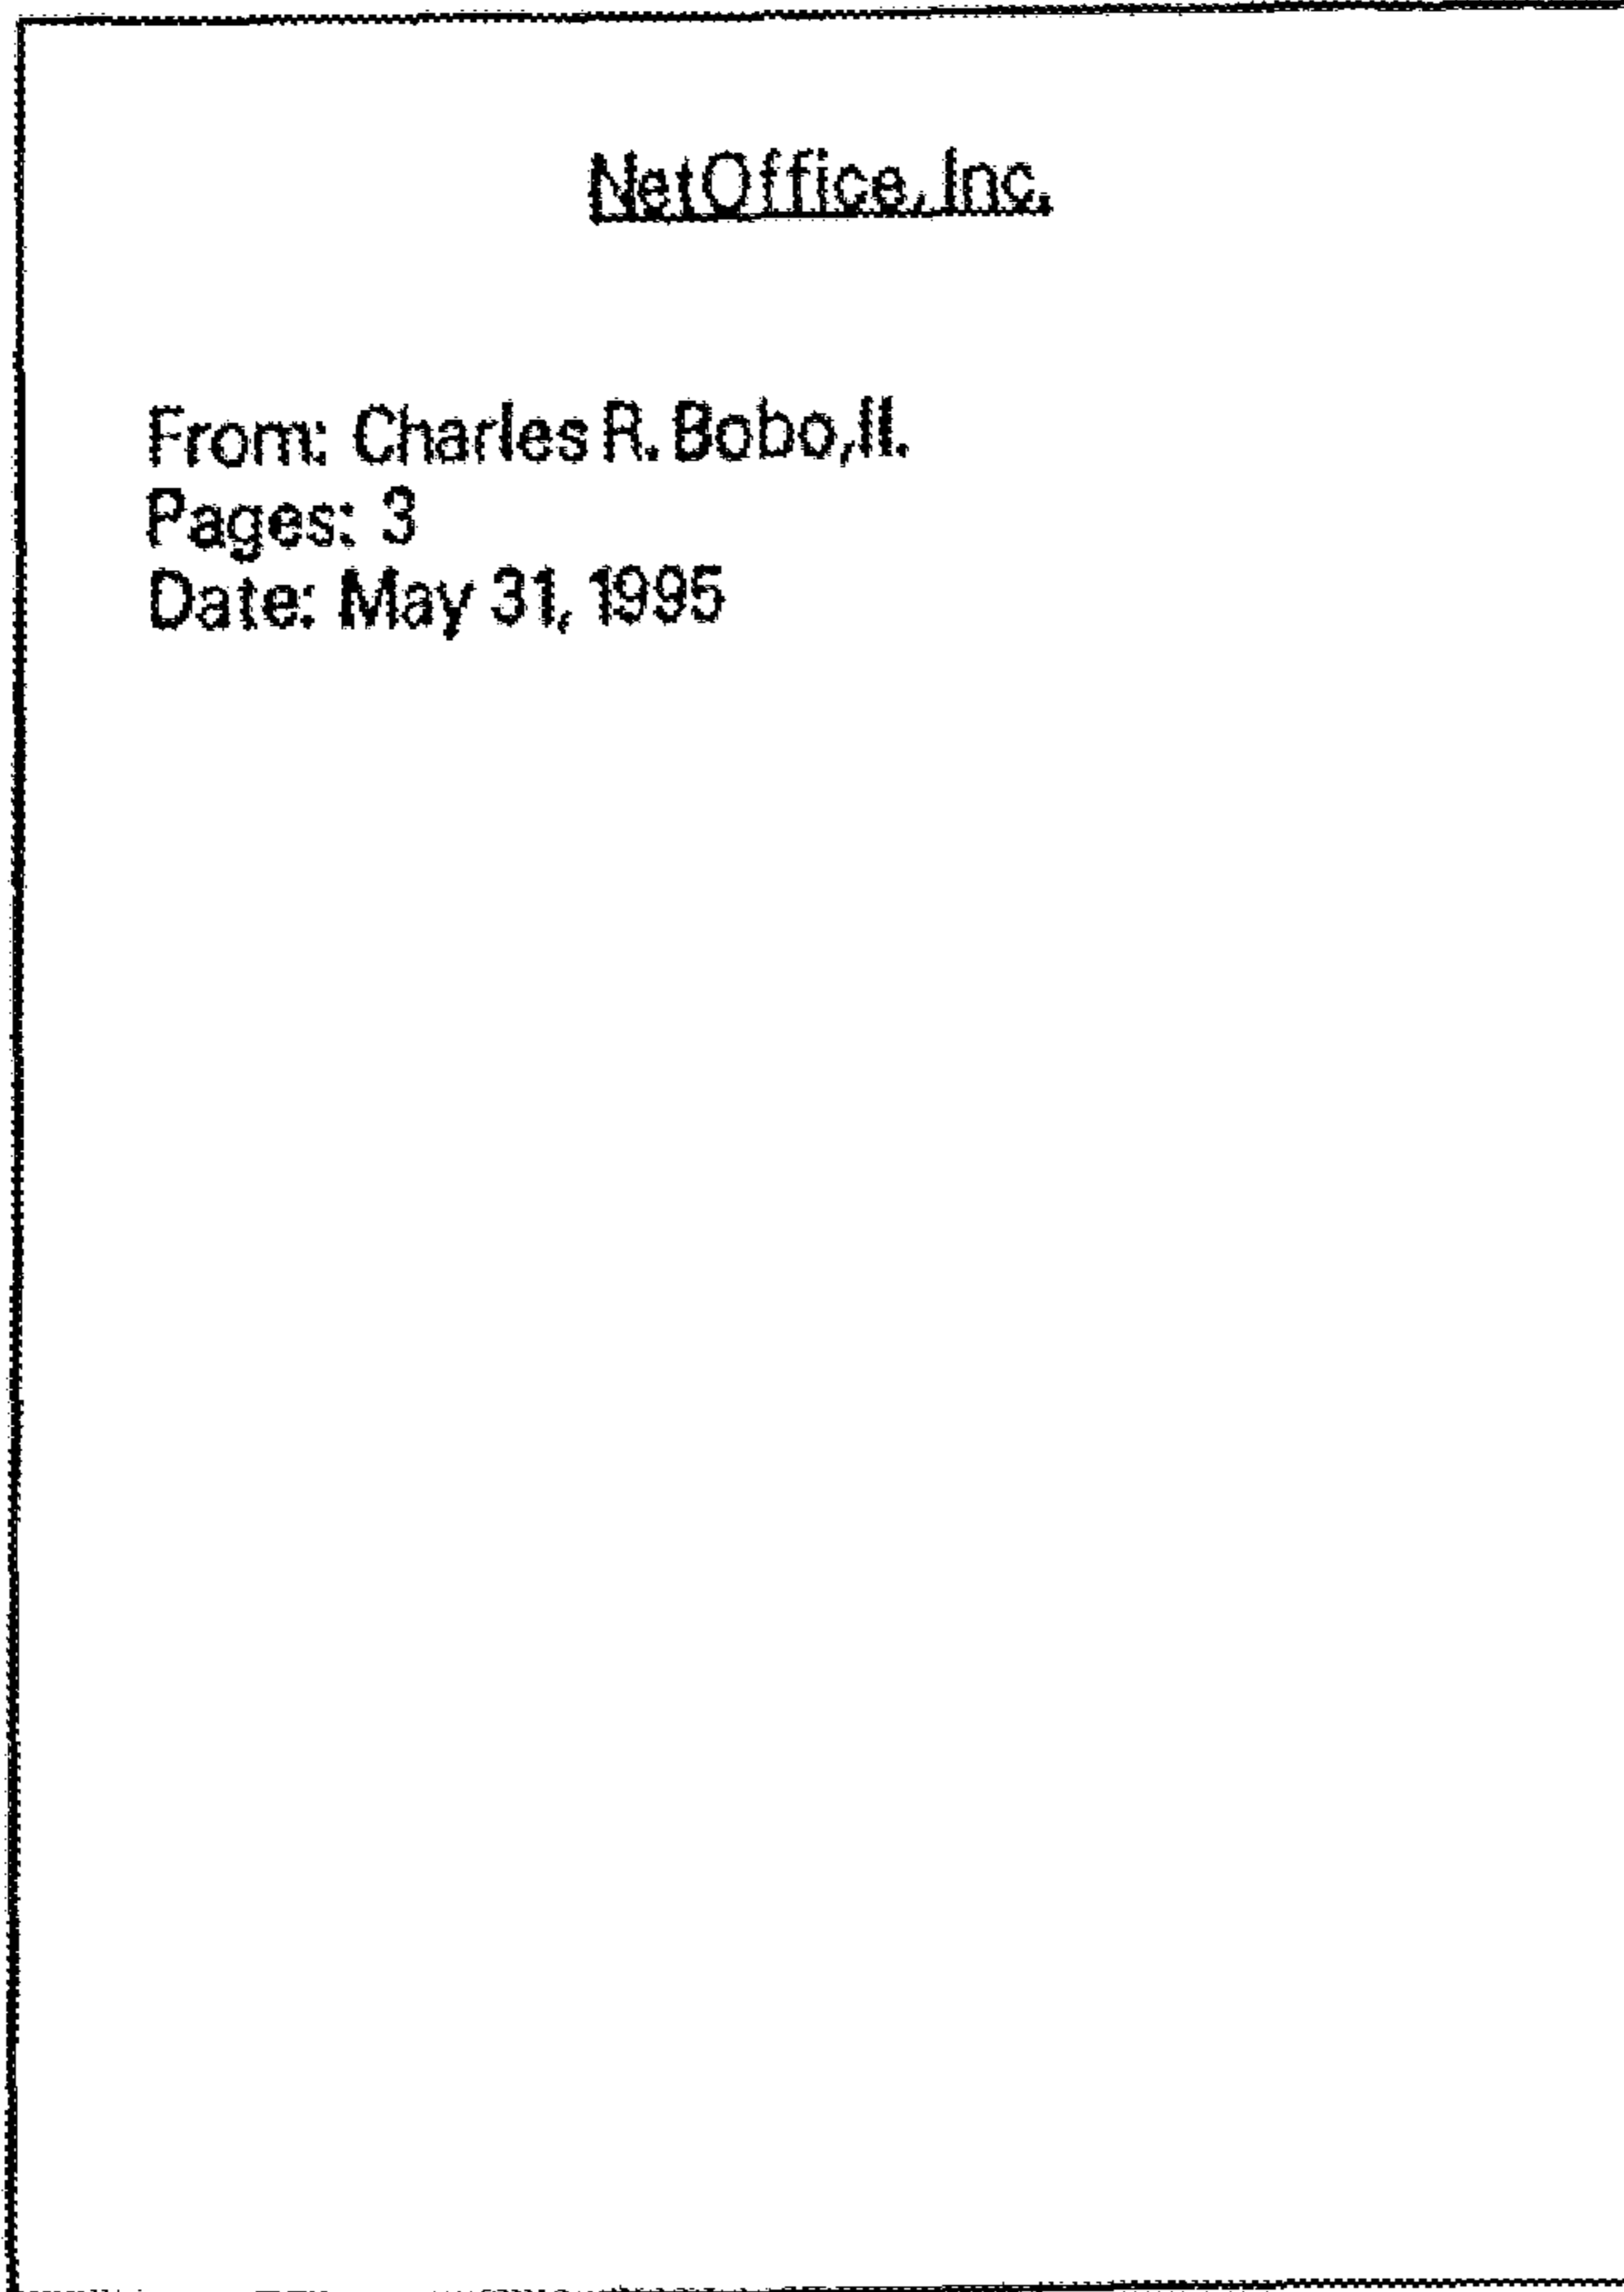 NetOffice, Inc.
From: Charles R. Bobo, II.
Pages: 3
Date: May 31, 1995